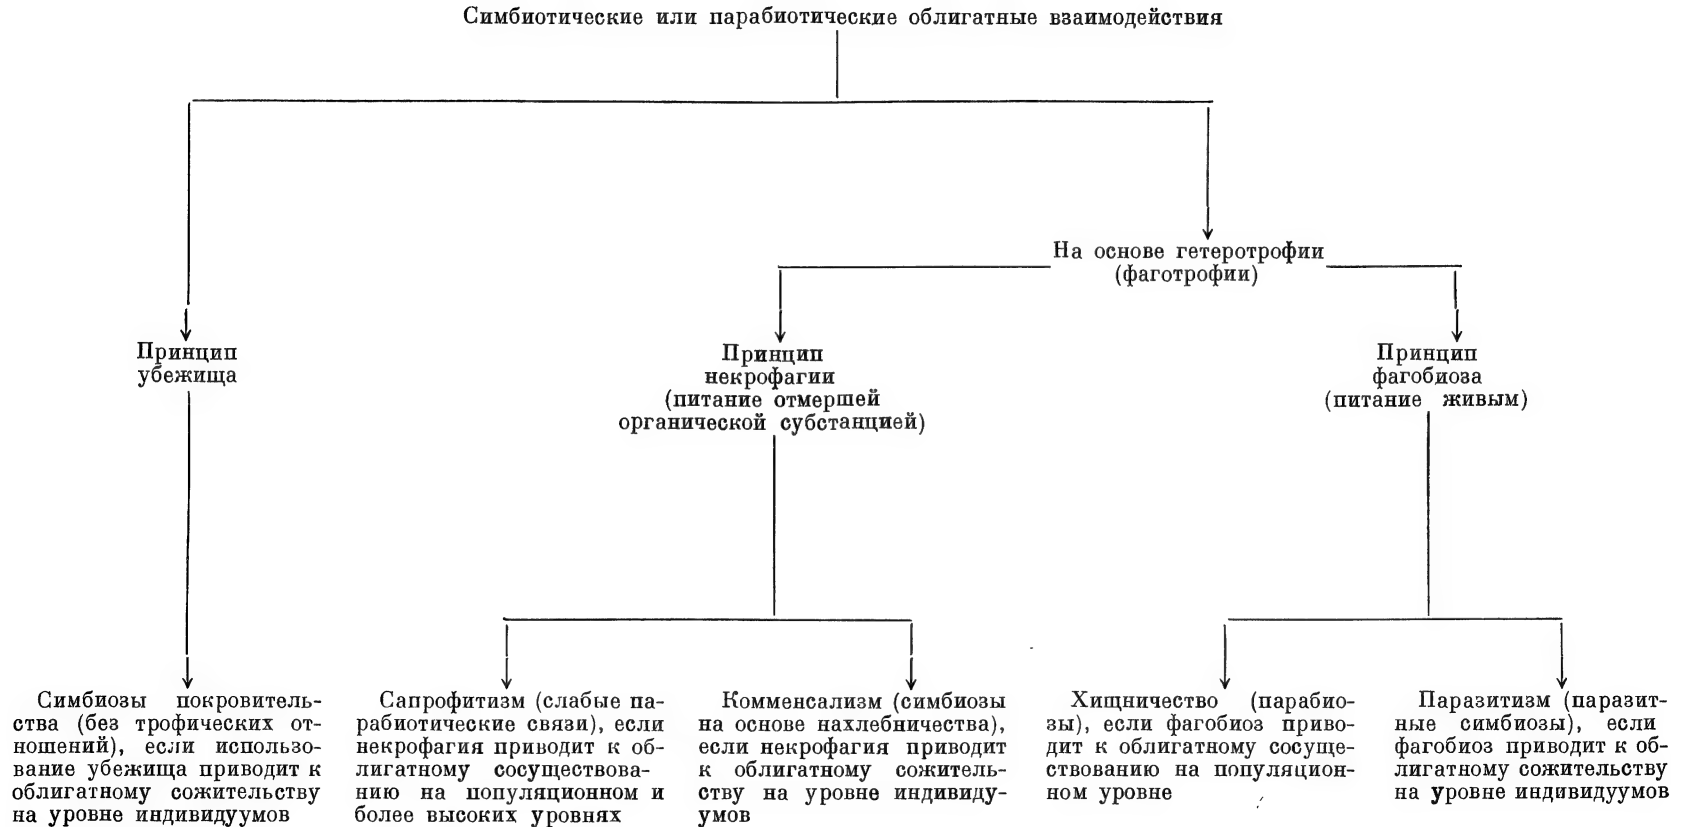 Симбиотические или парабиотические облигатные взаимодействия
На основе гетеротрофии
(фаготрофии)
Принцип
убежища
Принцип
некрофагии
(питание отмершей
органической субстанцией)
Принцип
фагобиоза
(питание живым)
Симбиозы покровитель-
ства (без трофических от-
ношений), если использо-
вание убежища приводит к
облигатному сожительству
на уровне индивидуумов
Сапрофитизм (слабые па-
рабиотические связи), если
некрофагия приводит к об-
лигатному сосуществова-
нию на популяционном и
более высоких уровнях
Комменсализм (симбиозы
на основе нахлебничества),
если некрофагия приводит
к облигатному сожитель-
ству на уровне индивиду-
умов
Хищничество (парабио-
зы), если фагобиоз приво-
дит к облигатному сосуще-
ствованию на популяцион-
ном уровне
Паразитизм (паразит-
ные симбиозы), если
фагобиоз приводит к об-
лигатному сожительству
на уровне индивидуумов